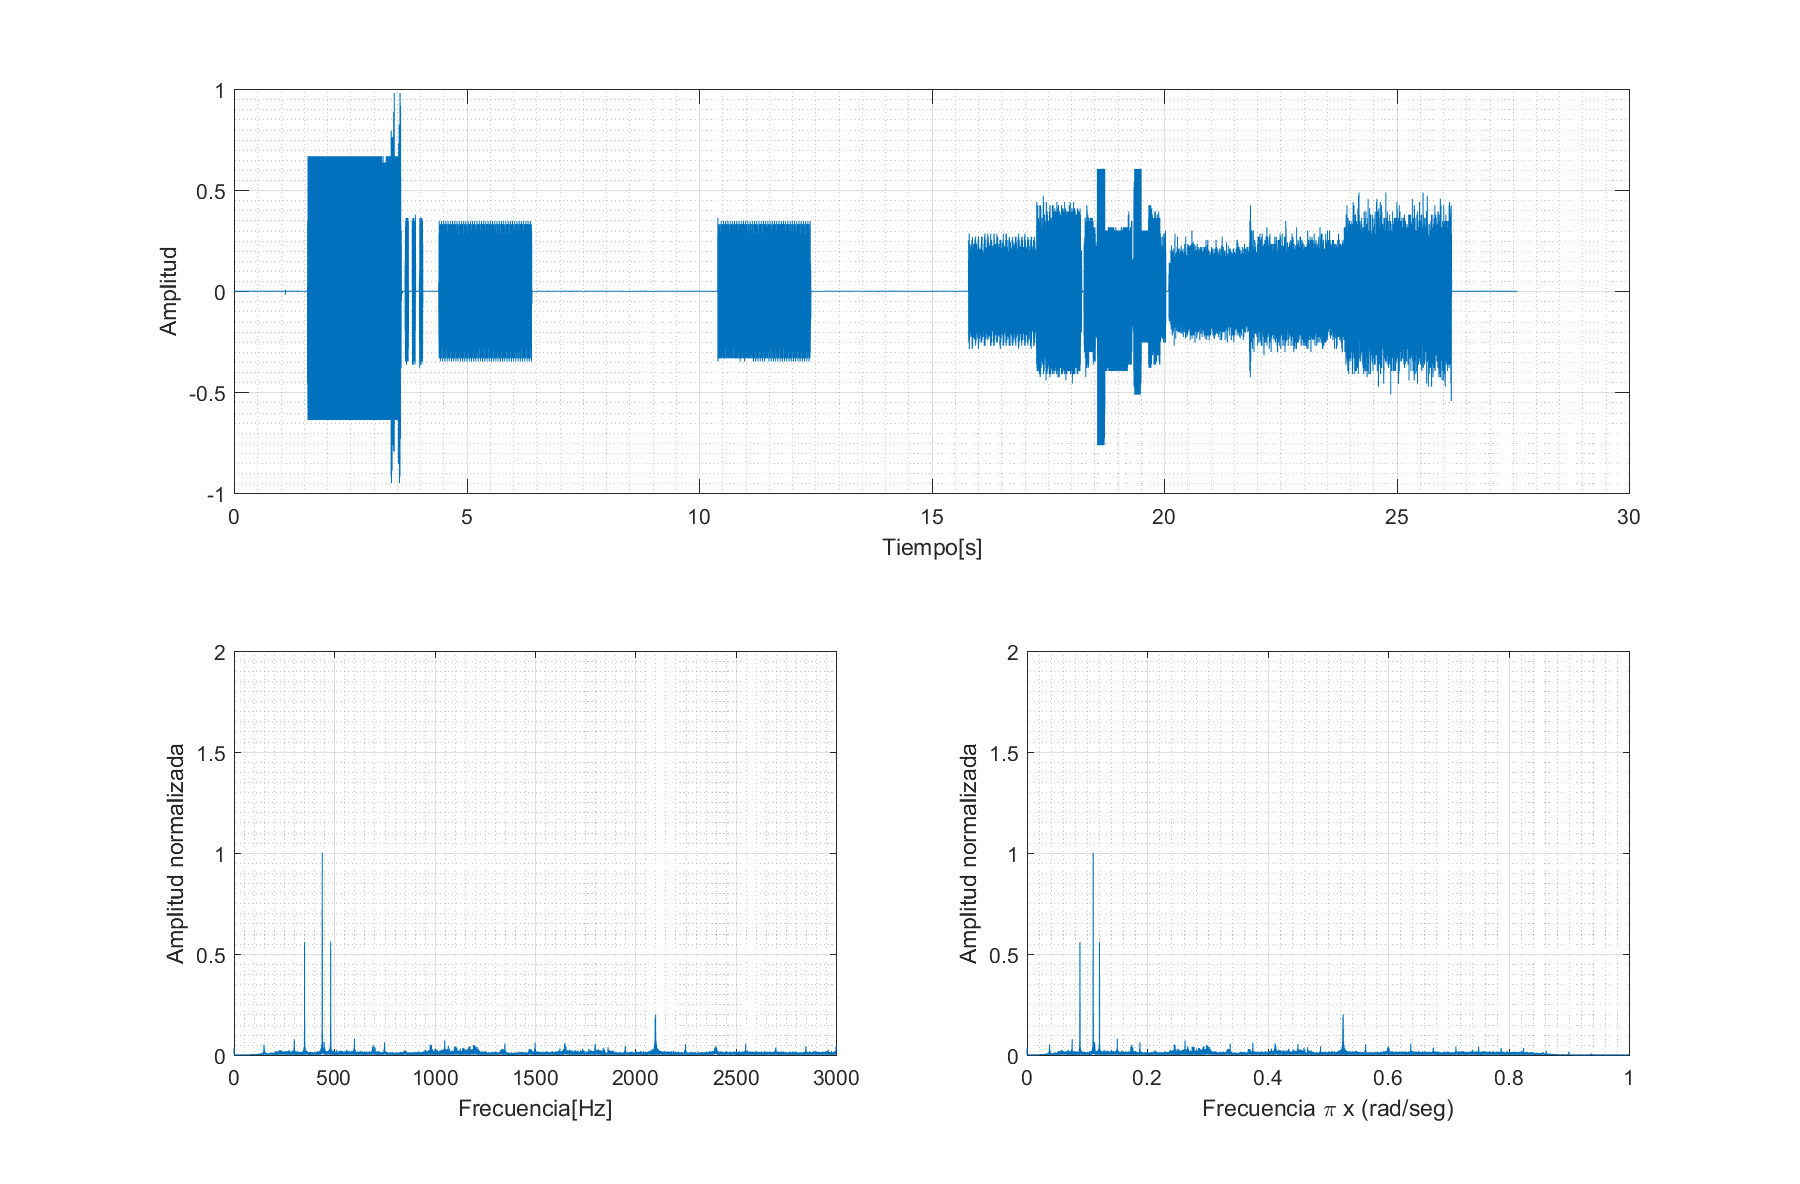 1
0.5
0
-0.5
-1
Amplitud
0 5 10 15 20 25 30
Tiempo[s]
2
1.5
1
0.5
0
Amplitud normalizada
0 500 1000 1500 2000 2500 3000
Frecuencia[Hz]
2
1.5
1
0.5
0
Amplitud normalizada
0 0.2 0.4 0.6 0.8 1
Frecuencia π x (rad/seg)